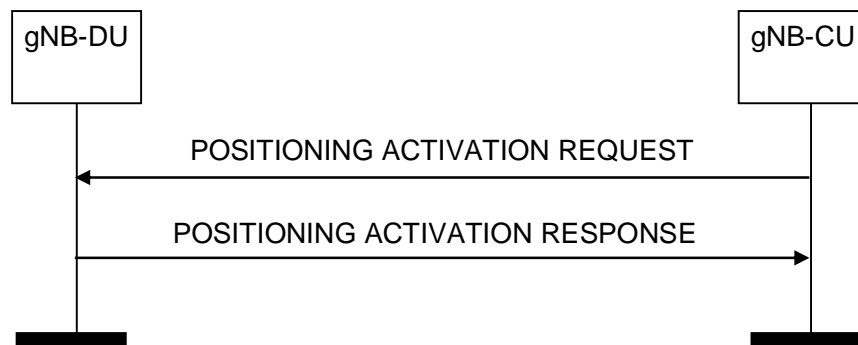 gNB-DU
gNB-CU
POSITIONING ACTIVATION REQUEST
POSITIONING ACTIVATION RESPONSE